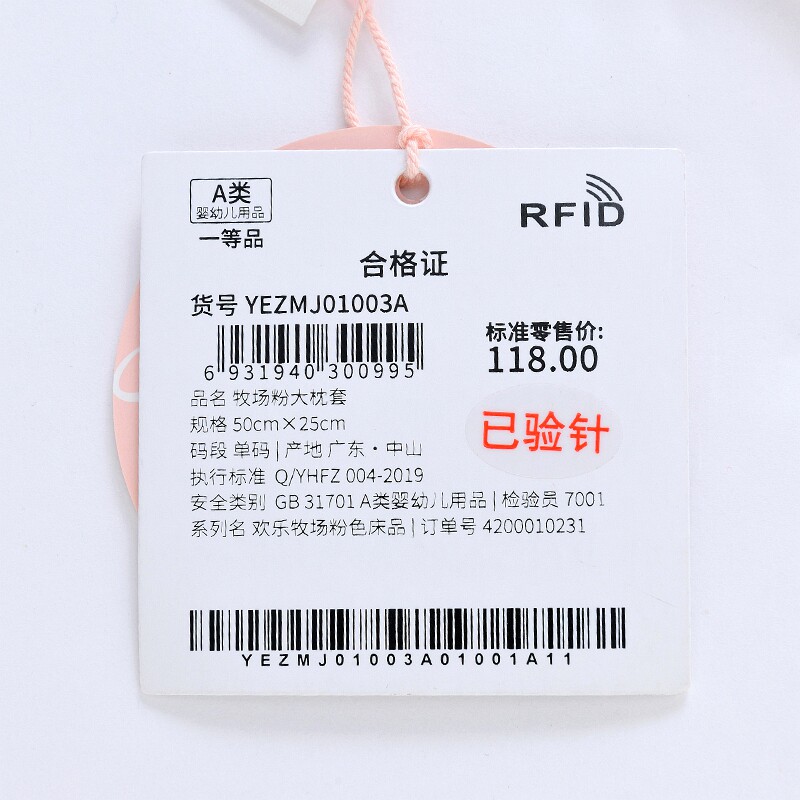 A类
婴幼儿用品
一等品
RFID
合格证
货号 YEZMJ01003A
6 931940 300995
标准零售价:
118.00
品名 牧场粉大枕套
规格 50cm×25cm
码段 单码 | 产地 广东·中山
已验针
执行标准 Q/YHFZ 004-2019
安全类别 GB 31701 A类婴幼儿用品 | 检验员 7001
系列名 欢乐牧场粉色床品 | 订单号 4200010231
YEZMJ01003A01001A11